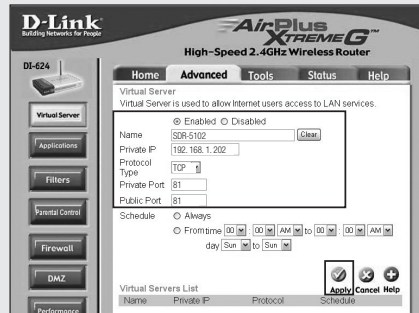 D-Link
Building Networks for People
AirPlus
XTREME G
High-Speed 2.4GHz Wireless Router
DI-624
Home Advanced Tools Status Help
Virtual Server
Applications
Filters
Parental Control
Firewall
DMZ
Performance
Virtual Server
Virtual Server is used to allow Internet users access to LAN services.
Enabled Disabled
Name SDR-5102 Clear
Private IP 192.168.1.202
Protocol Type TCP
Private Port 81
Public Port 81
Schedule Always
From time 00 : 00 AM to 00 : 00 AM
day Sun to Sun
Apply Cancel Help
Virtual Servers List
Name Private IP Protocol Schedule